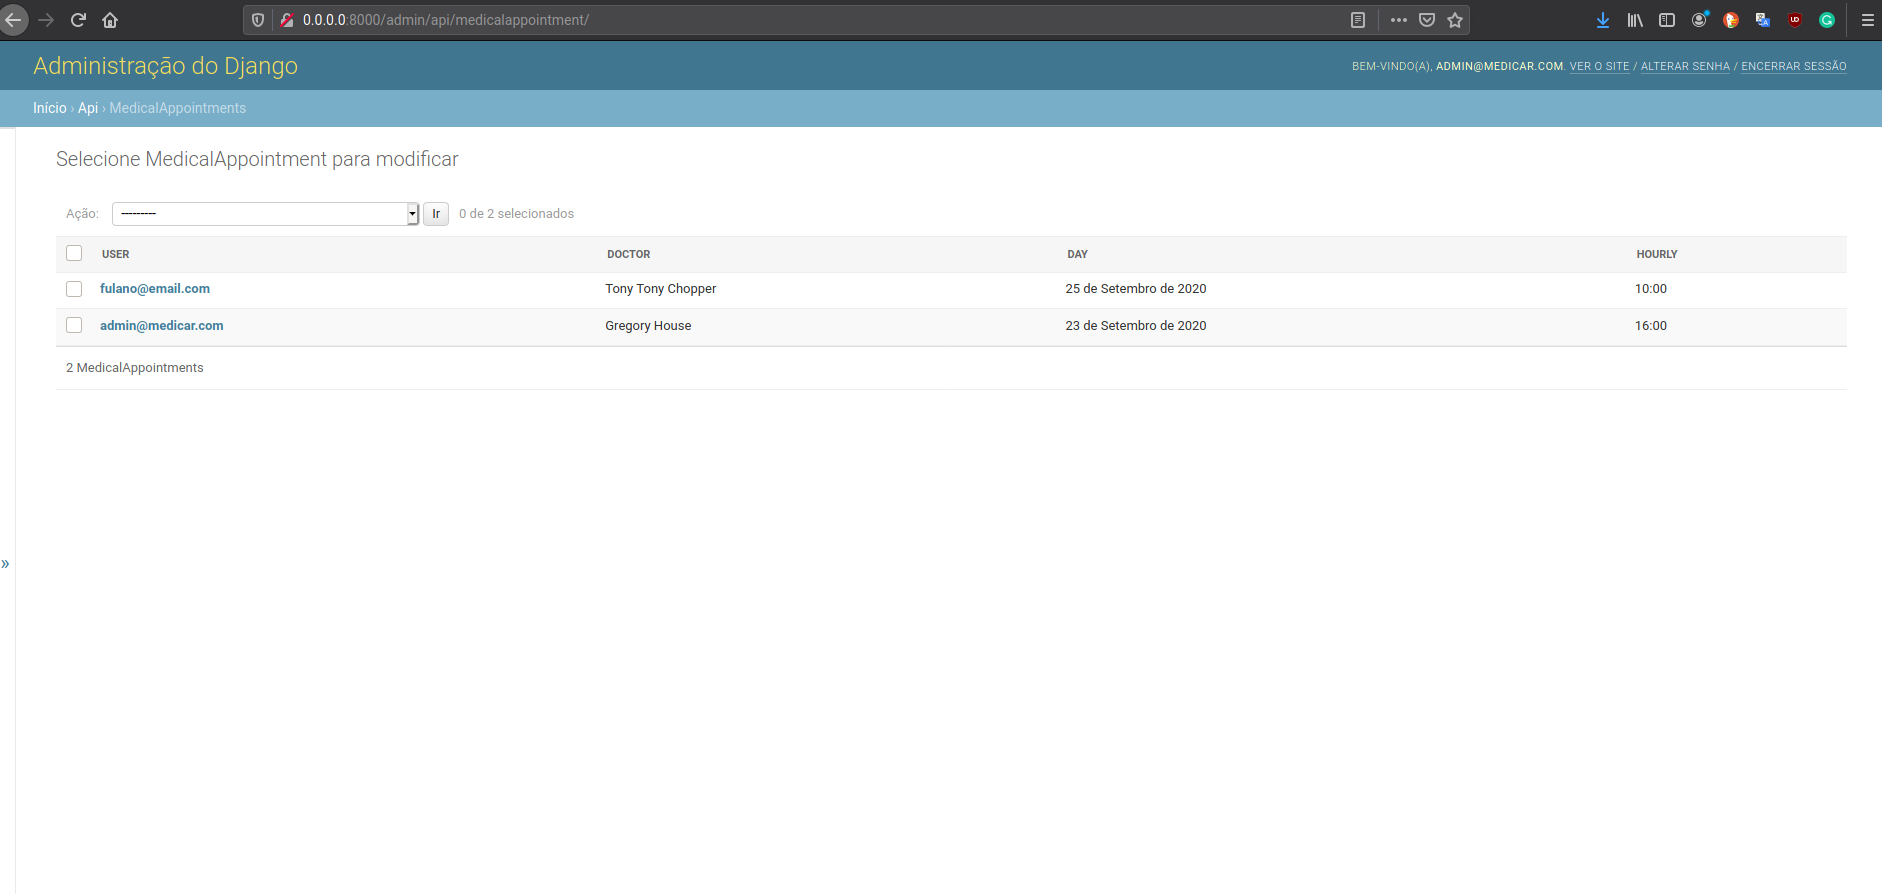 0.0.0.0:8000/admin/api/medicalappointment/
Administração do Django
BEM-VINDO(A), ADMIN@MEDICAR.COM. VER O SITE / ALTERAR SENHA / ENCERRAR SESSÃO
Início › Api › MedicalAppointments
Selecione MedicalAppointment para modificar
Ação: --------- Ir 0 de 2 selecionados
USER DOCTOR DAY HOURLY
fulano@email.com Tony Tony Chopper 25 de Setembro de 2020 10:00
admin@medicar.com Gregory House 23 de Setembro de 2020 16:00
2 MedicalAppointments
»